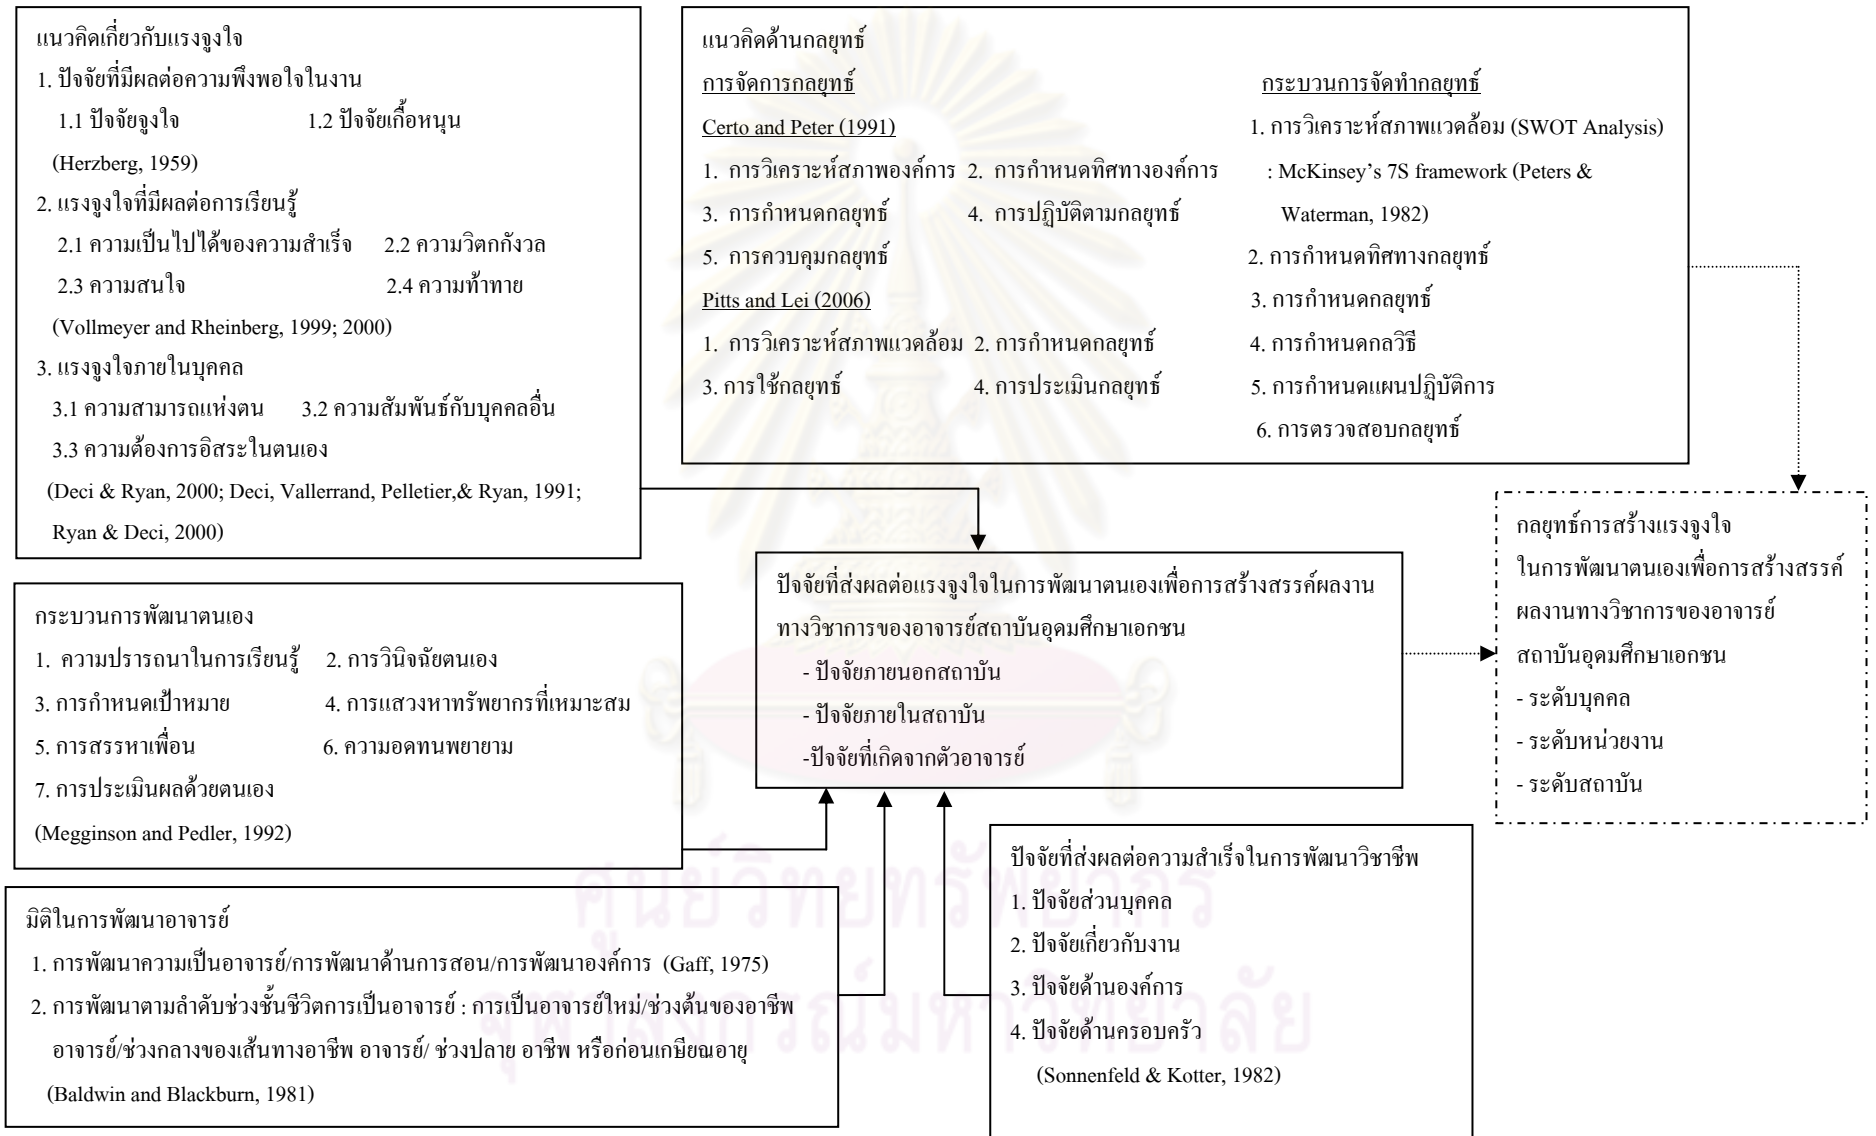 แนวคิดเกี่ยวกับแรงจูงใจ
1. ปัจจัยที่มีผลต่อความพึงพอใจในงาน
1.1 ปัจจัยจูงใจ 1.2 ปัจจัยเกื้อหนุน
(Herzberg, 1959)
2. แรงจูงใจที่มีผลต่อการเรียนรู้
2.1 ความเป็นไปได้ของความสำเร็จ 2.2 ความวิตกกังวล
2.3 ความสนใจ 2.4 ความท้าทาย
(Vollmeyer and Rheinberg, 1999; 2000)
3. แรงจูงใจภายในบุคคล
3.1 ความสามารถแห่งตน 3.2 ความสัมพันธ์กับบุคคลอื่น
3.3 ความต้องการอิสระในตนเอง
(Deci & Ryan, 2000; Deci, Vallerrand, Pelletier,& Ryan, 1991;
Ryan & Deci, 2000)
แนวคิดด้านกลยุทธ์
การจัดการกลยุทธ์
Certo and Peter (1991)
1. การวิเคราะห์สภาพองค์การ 2. การกำหนดทิศทางองค์การ
3. การกำหนดกลยุทธ์ 4. การปฏิบัติตามกลยุทธ์
5. การควบคุมกลยุทธ์
Pitts and Lei (2006)
1. การวิเคราะห์สภาพแวดล้อม 2. การกำหนดกลยุทธ์
3. การใช้กลยุทธ์ 4. การประเมินกลยุทธ์
กระบวนการจัดทำกลยุทธ์
1. การวิเคราะห์สภาพแวดล้อม (SWOT Analysis)
: McKinsey’s 7S framework (Peters &
Waterman, 1982)
2. การกำหนดทิศทางกลยุทธ์
3. การกำหนดกลยุทธ์
4. การกำหนดกลวิธี
5. การกำหนดแผนปฏิบัติการ
6. การตรวจสอบกลยุทธ์
กระบวนการพัฒนาตนเอง
1. ความปรารถนาในการเรียนรู้ 2. การวินิจฉัยตนเอง
3. การกำหนดเป้าหมาย 4. การแสวงหาทรัพยากรที่เหมาะสม
5. การสรรหาเพื่อน 6. ความอดทนพยายาม
7. การประเมินผลด้วยตนเอง
(Megginson and Pedler, 1992)
ปัจจัยที่ส่งผลต่อแรงจูงใจในการพัฒนาตนเองเพื่อการสร้างสรรค์ผลงาน
ทางวิชาการของอาจารย์สถาบันอุดมศึกษาเอกชน
- ปัจจัยภายนอกสถาบัน
- ปัจจัยภายในสถาบัน
-ปัจจัยที่เกิดจากตัวอาจารย์
กลยุทธ์การสร้างแรงจูงใจ
ในการพัฒนาตนเองเพื่อการสร้างสรรค์
ผลงานทางวิชาการของอาจารย์
สถาบันอุดมศึกษาเอกชน
- ระดับบุคคล
- ระดับหน่วยงาน
- ระดับสถาบัน
มิติในการพัฒนาอาจารย์
1. การพัฒนาความเป็นอาจารย์/การพัฒนาด้านการสอน/การพัฒนาองค์การ (Gaff, 1975)
2. การพัฒนาตามลำดับช่วงชั้นชีวิตการเป็นอาจารย์ : การเป็นอาจารย์ใหม่/ช่วงต้นของอาชีพ
อาจารย์/ช่วงกลางของเส้นทางอาชีพ อาจารย์/ ช่วงปลาย อาชีพ หรือก่อนเกษียณอายุ
(Baldwin and Blackburn, 1981)
ปัจจัยที่ส่งผลต่อความสำเร็จในการพัฒนาวิชาชีพ
1. ปัจจัยส่วนบุคคล
2. ปัจจัยเกี่ยวกับงาน
3. ปัจจัยด้านองค์การ
4. ปัจจัยด้านครอบครัว
(Sonnenfeld & Kotter, 1982)
ศูนย์วิทยทรัพยากร
จุฬาลงกรณ์มหาวิทยาลัย